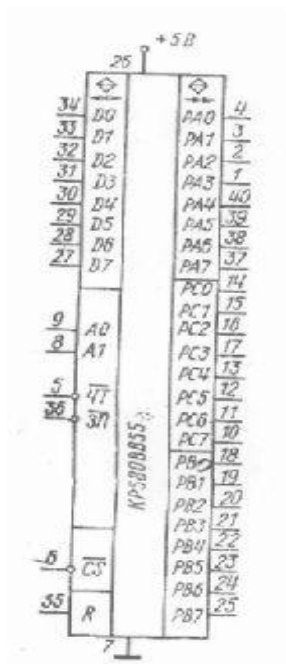 +5В
26
34 D0
33 D1
32 D2
31 D3
30 D4
29 D5
28 D6
27 D7
9 A0
8 A1
5 ЧТ
36 ЗП
6 CS
35 R
КР580ВВ55
PA0 4
PA1 3
PA2 2
PA3 1
PA4 40
PA5 39
PA6 38
PA7 37
PC0 14
PC1 15
PC2 16
PC3 17
PC4 13
PC5 12
PC6 11
PC7 10
PB0 18
PB1 19
PB2 20
PB3 21
PB4 22
PB5 23
PB6 24
PB7 25
7